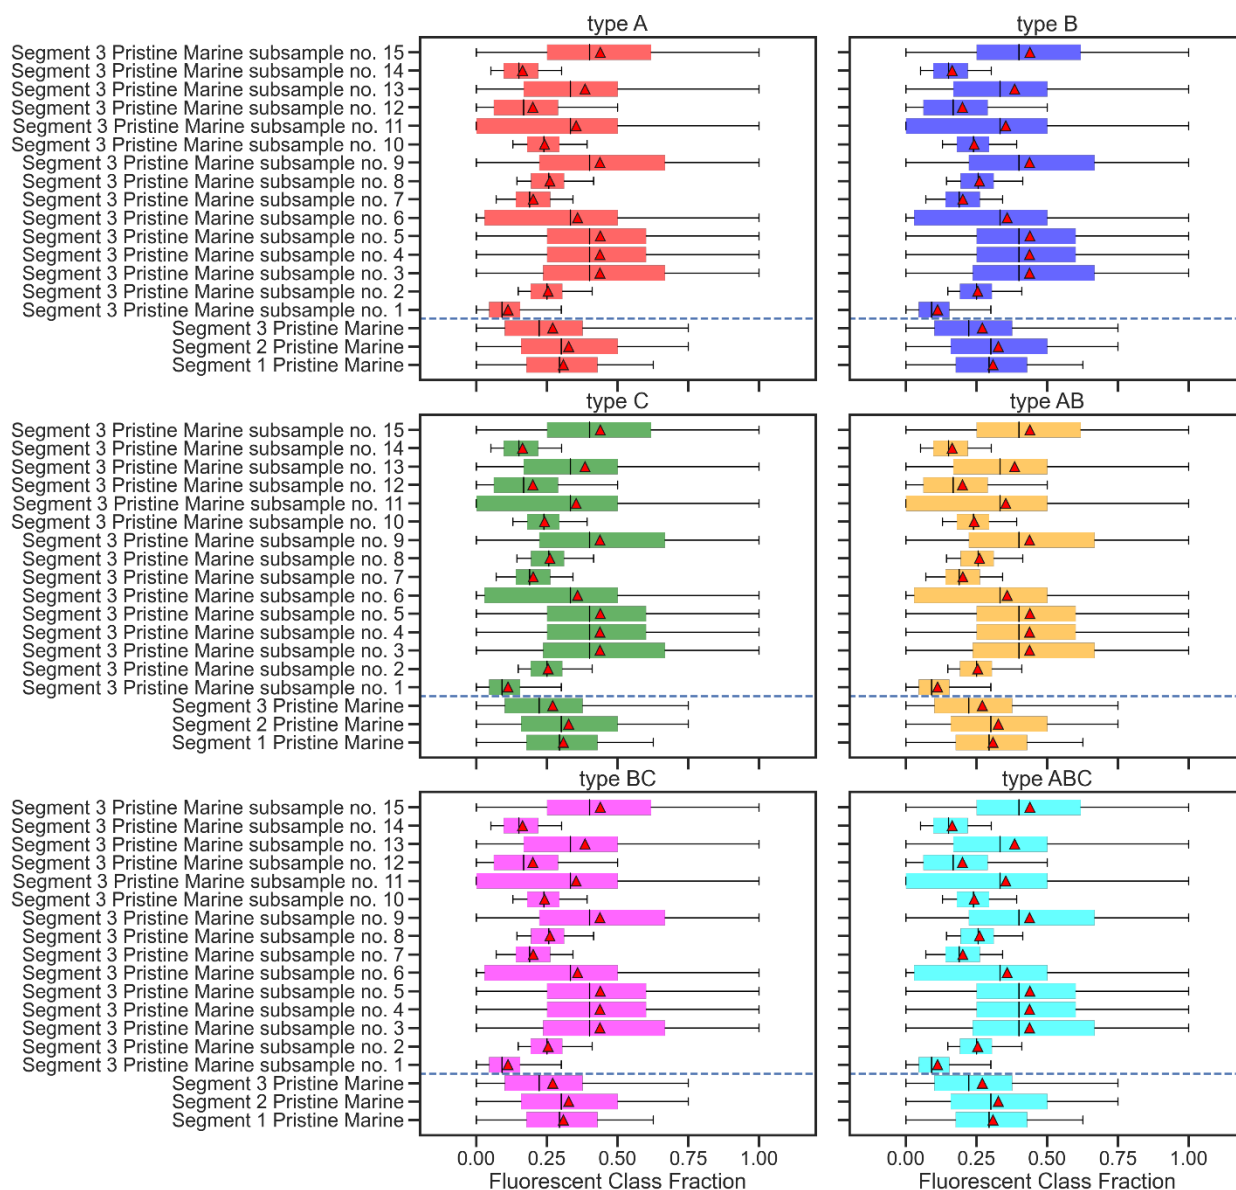 type A
type B
Segment 3 Pristine Marine subsample no. 15
Segment 3 Pristine Marine subsample no. 14
Segment 3 Pristine Marine subsample no. 13
Segment 3 Pristine Marine subsample no. 12
Segment 3 Pristine Marine subsample no. 11
Segment 3 Pristine Marine subsample no. 10
Segment 3 Pristine Marine subsample no. 9
Segment 3 Pristine Marine subsample no. 8
Segment 3 Pristine Marine subsample no. 7
Segment 3 Pristine Marine subsample no. 6
Segment 3 Pristine Marine subsample no. 5
Segment 3 Pristine Marine subsample no. 4
Segment 3 Pristine Marine subsample no. 3
Segment 3 Pristine Marine subsample no. 2
Segment 3 Pristine Marine subsample no. 1
Segment 3 Pristine Marine
Segment 2 Pristine Marine
Segment 1 Pristine Marine
type C
type AB
Segment 3 Pristine Marine subsample no. 15
Segment 3 Pristine Marine subsample no. 14
Segment 3 Pristine Marine subsample no. 13
Segment 3 Pristine Marine subsample no. 12
Segment 3 Pristine Marine subsample no. 11
Segment 3 Pristine Marine subsample no. 10
Segment 3 Pristine Marine subsample no. 9
Segment 3 Pristine Marine subsample no. 8
Segment 3 Pristine Marine subsample no. 7
Segment 3 Pristine Marine subsample no. 6
Segment 3 Pristine Marine subsample no. 5
Segment 3 Pristine Marine subsample no. 4
Segment 3 Pristine Marine subsample no. 3
Segment 3 Pristine Marine subsample no. 2
Segment 3 Pristine Marine subsample no. 1
Segment 3 Pristine Marine
Segment 2 Pristine Marine
Segment 1 Pristine Marine
type BC
type ABC
Segment 3 Pristine Marine subsample no. 15
Segment 3 Pristine Marine subsample no. 14
Segment 3 Pristine Marine subsample no. 13
Segment 3 Pristine Marine subsample no. 12
Segment 3 Pristine Marine subsample no. 11
Segment 3 Pristine Marine subsample no. 10
Segment 3 Pristine Marine subsample no. 9
Segment 3 Pristine Marine subsample no. 8
Segment 3 Pristine Marine subsample no. 7
Segment 3 Pristine Marine subsample no. 6
Segment 3 Pristine Marine subsample no. 5
Segment 3 Pristine Marine subsample no. 4
Segment 3 Pristine Marine subsample no. 3
Segment 3 Pristine Marine subsample no. 2
Segment 3 Pristine Marine subsample no. 1
Segment 3 Pristine Marine
Segment 2 Pristine Marine
Segment 1 Pristine Marine
0.00 0.25 0.50 0.75 1.00
0.00 0.25 0.50 0.75 1.00
Fluorescent Class Fraction
Fluorescent Class Fraction